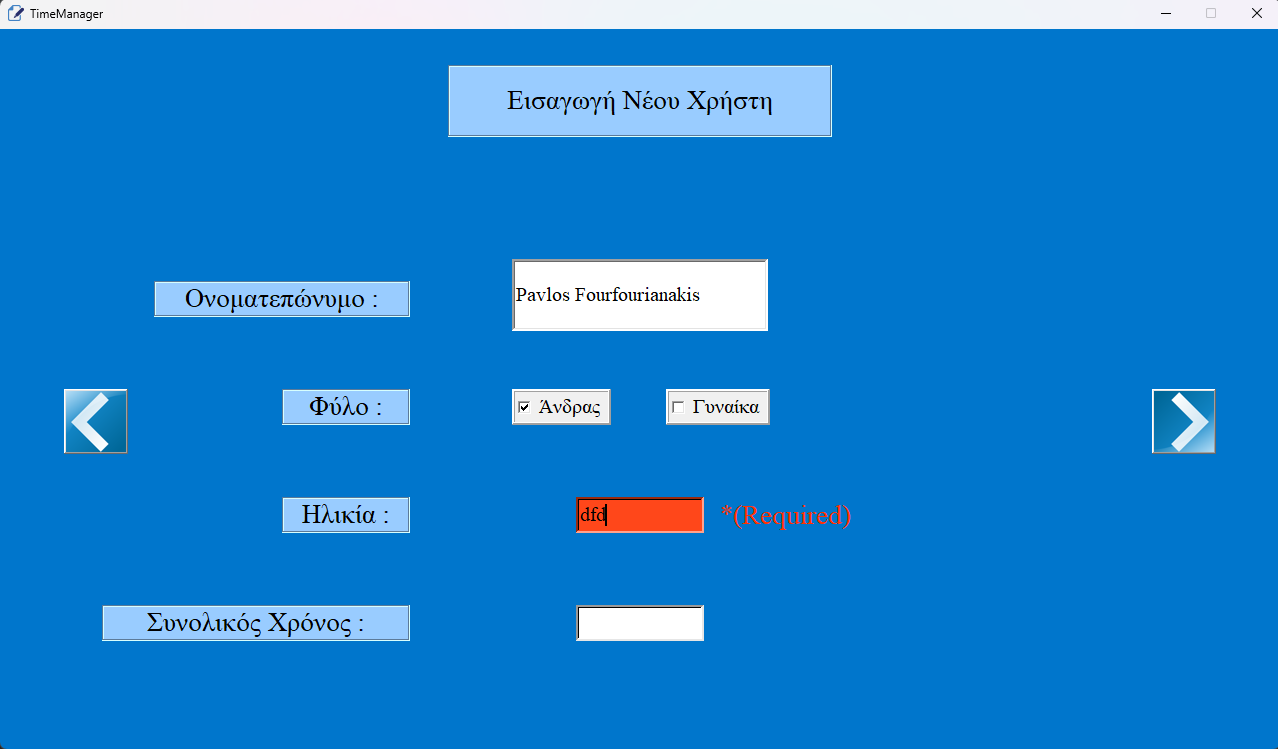 TimeManager
Εισαγωγή Νέου Χρήστη
Ονοματεπώνυμο :
Pavlos Fourfourianakis
Φύλο :
Άνδρας
Γυναίκα
Ηλικία :
dfd
*(Required)
Συνολικός Χρόνος :